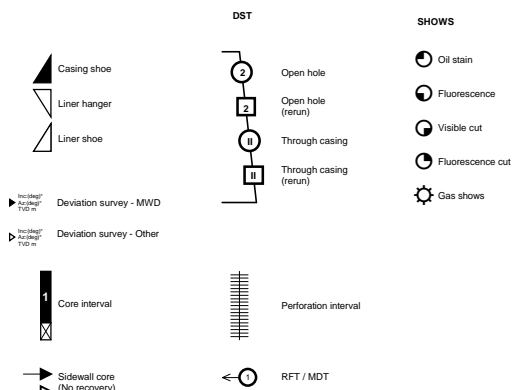 DST
SHOWS
Casing shoe
2
Open hole
Oil stain
Liner hanger
2
Open hole
(rerun)
Fluorescence
Liner shoe
II
Through casing
Visible cut
II
Through casing
(rerun)
Fluorescence cut
Inc:(deg)°
Az:(deg)°
TVD m
Deviation survey - MWD
Gas shows
Inc:(deg)°
Az:(deg)°
TVD m
Deviation survey - Other
1
Core interval
Perforation interval
Sidewall core
(No recovery)
1
RFT / MDT